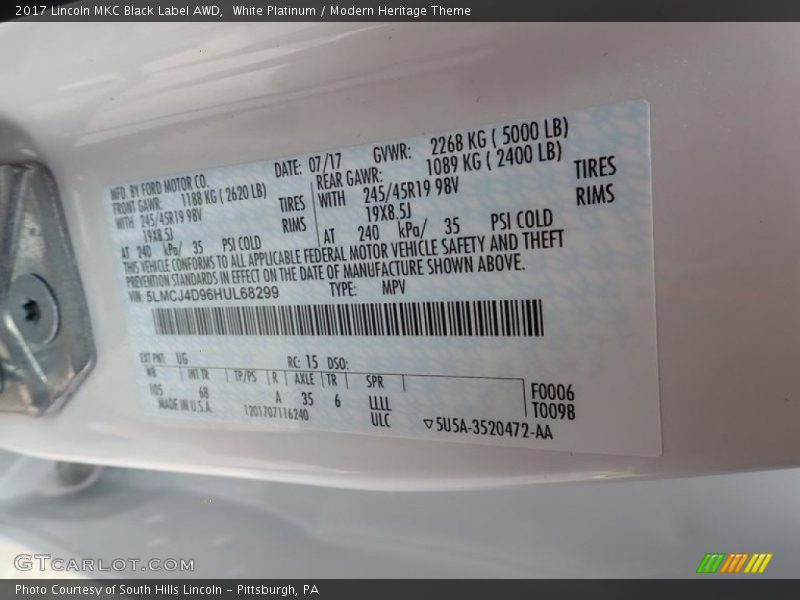 2017 Lincoln MKC Black Label AWD, White Platinum / Modern Heritage Theme
MFD. BY FORD MOTOR CO. DATE: 07/17 GVWR: 2268 KG ( 5000 LB)
FRONT GAWR: 1188 KG ( 2620 LB) REAR GAWR: 1089 KG ( 2400 LB)
WITH 245/45R19 98V TIRES WITH 245/45R19 98V TIRES
19X8.5J RIMS 19X8.5J RIMS
AT 240 kPa/ 35 PSI COLD AT 240 kPa/ 35 PSI COLD
THIS VEHICLE CONFORMS TO ALL APPLICABLE FEDERAL MOTOR VEHICLE SAFETY AND THEFT
PREVENTION STANDARDS IN EFFECT ON THE DATE OF MANUFACTURE SHOWN ABOVE.
VIN: 5LMCJ4D96HUL68299 TYPE: MPV
EXT PNT: UG RC: 15 DSO:
WB INT TR TP/PS R AXLE TR SPR
105 68 A 35 6 LLLL F0006
MADE IN U.S.A. 1201707116240 ULC T0098
5U5A-3520472-AA
GTCARLOT.COM
Photo Courtesy of South Hills Lincoln - Pittsburgh, PA